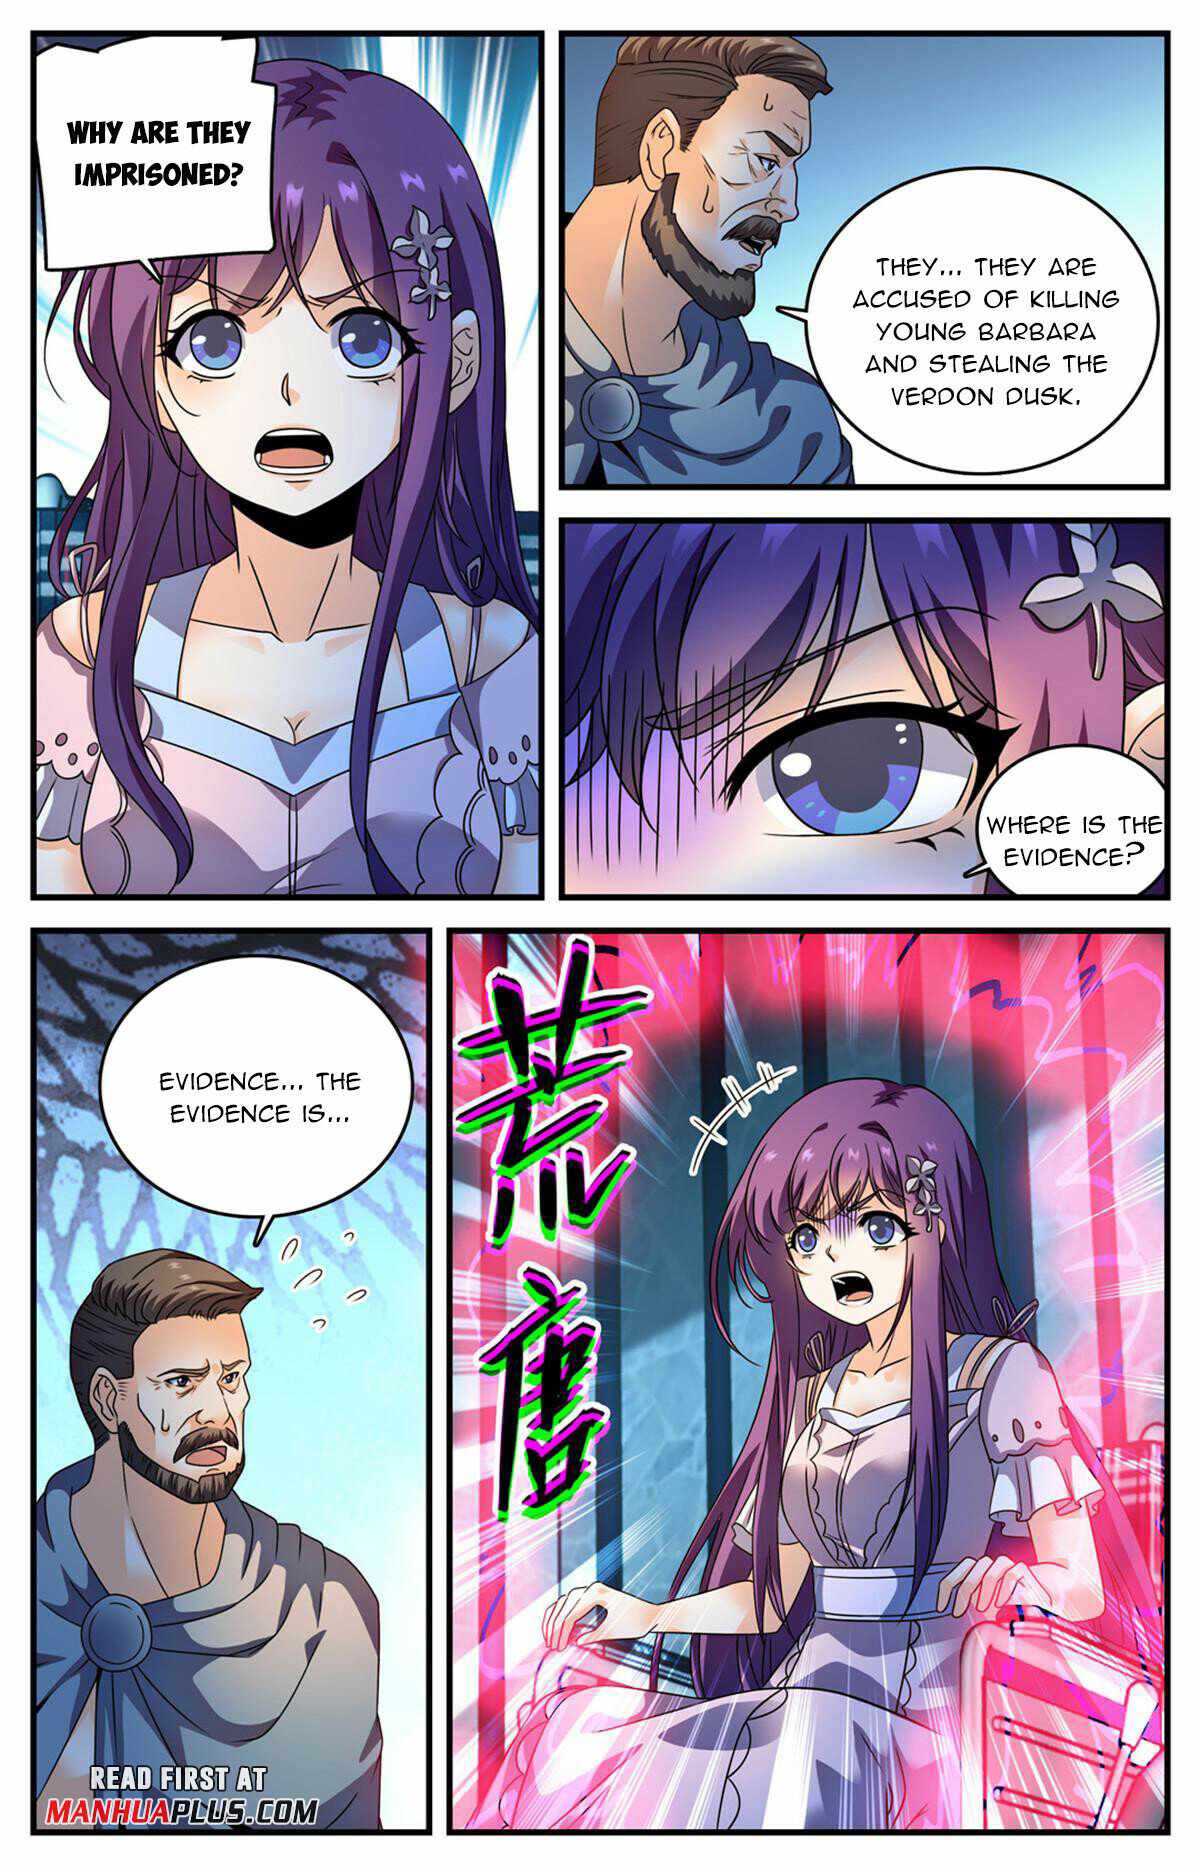 WHY ARE THEY
IMPRISONED?
THEY... THEY ARE
ACCUSED OF KILLING
YOUNG BARBARA
AND STEALING THE
VERDON DUSK.
WHERE IS THE
EVIDENCE?
EVIDENCE... THE
EVIDENCE IS...
荒唐
READ FIRST AT
MANHUAPLUS.COM